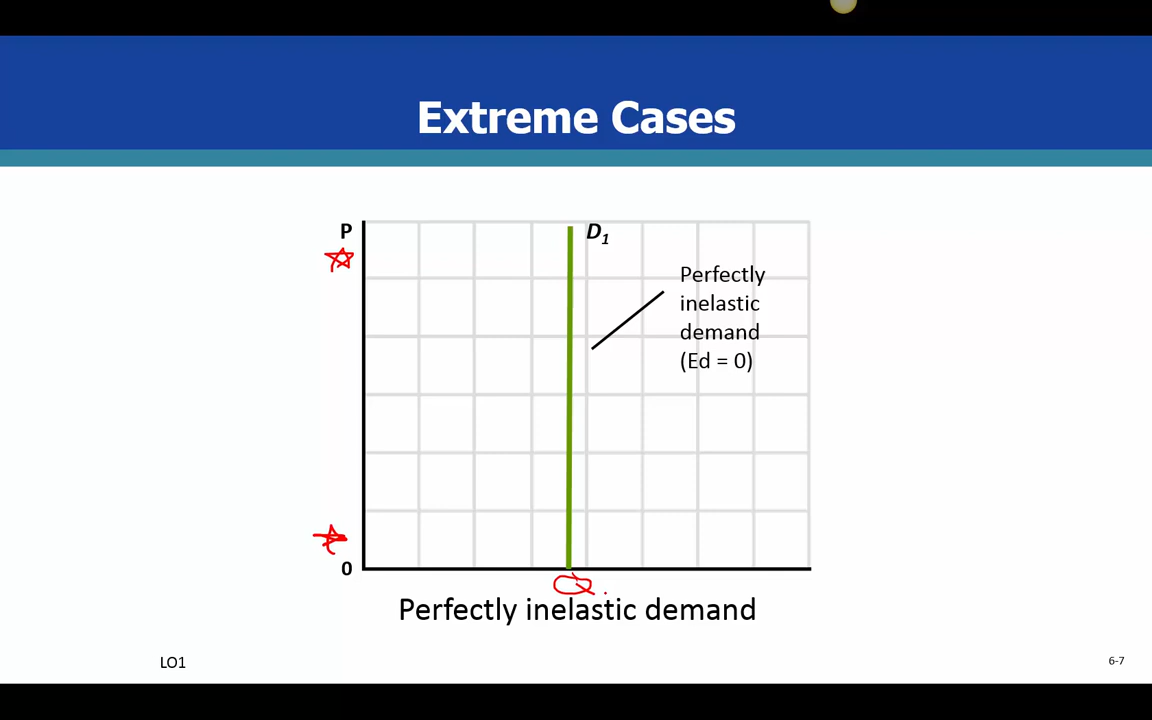 Extreme Cases
P
D1
Perfectly
inelastic
demand
(Ed = 0)
0
Q
Perfectly inelastic demand
LO1
6-7